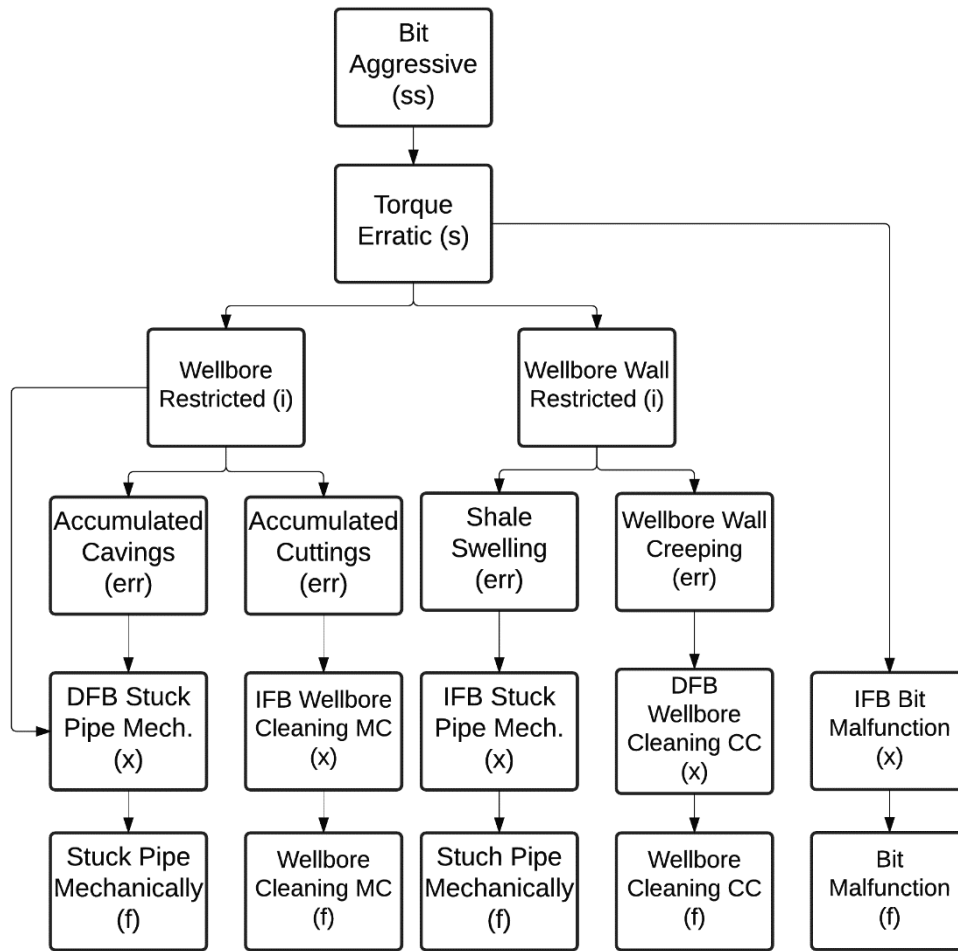 Bit
Aggressive
(ss)
Torque
Erratic (s)
Wellbore
Restricted (i)
Wellbore Wall
Restricted (i)
Accumulated
Cavings
(err)
Accumulated
Cuttings
(err)
Shale
Swelling
(err)
Wellbore Wall
Creeping
(err)
DFB Stuck
Pipe Mech.
(x)
IFB Wellbore
Cleaning MC
(x)
IFB Stuck
Pipe Mech.
(x)
DFB
Wellbore
Cleaning CC
(x)
IFB Bit
Malfunction
(x)
Stuck Pipe
Mechanically
(f)
Wellbore
Cleaning MC
(f)
Stuch Pipe
Mechanically
(f)
Wellbore
Cleaning CC
(f)
Bit
Malfunction
(f)